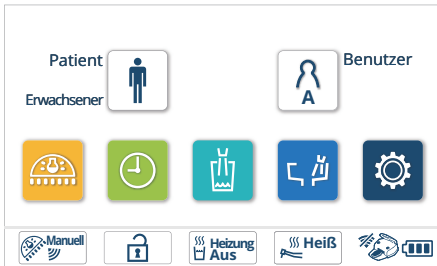 Patient
Erwachsener
Benutzer
A
Manuell
Heizung
Aus
Heiß